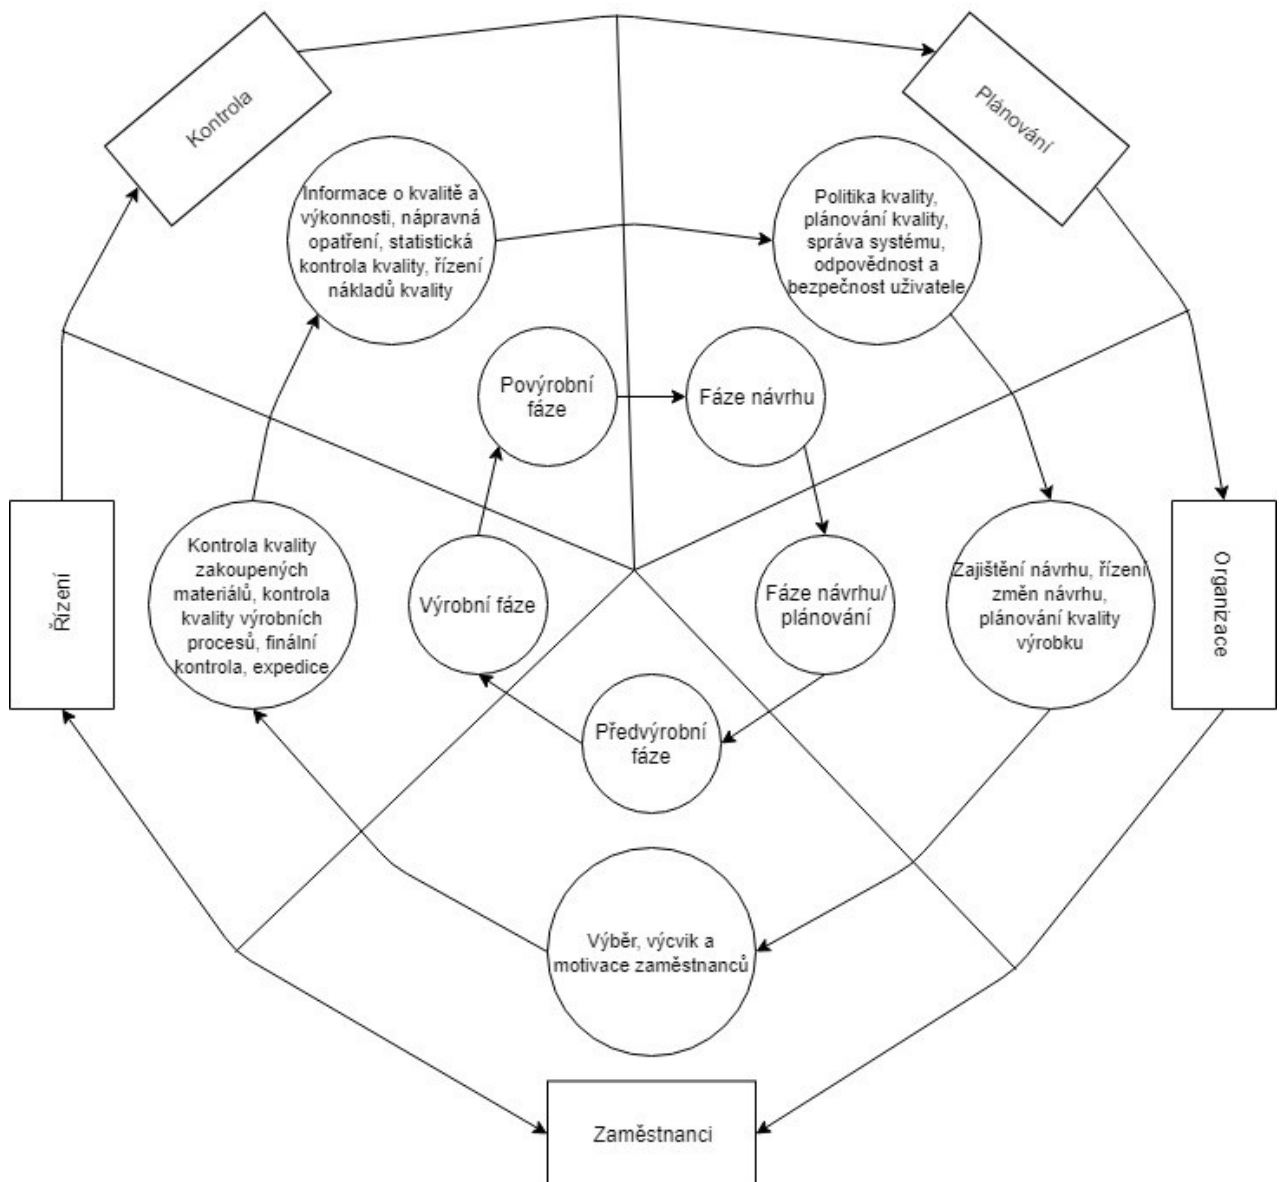 Kontrola
Plánování
Informace o kvalitě a
výkonnosti, nápravná
opatření, statistická
kontrola kvality, řízení
nákladů kvality
Politika kvality,
plánování kvality,
správa systému,
odpovědnost a
bezpečnost uživatele
Povýrobní
fáze
Fáze návrhu
Řízení
Kontrola kvality
zakoupených
materiálů, kontrola
kvality výrobních
procesů, finální
kontrola, expedice
Výrobní fáze
Fáze návrhu/
plánování
Zajištění návrhu, řízení
změn návrhu,
plánování kvality
výrobku
Organizace
Předvýrobní
fáze
Výběr, výcvik a
motivace zaměstnanců
Zaměstnanci